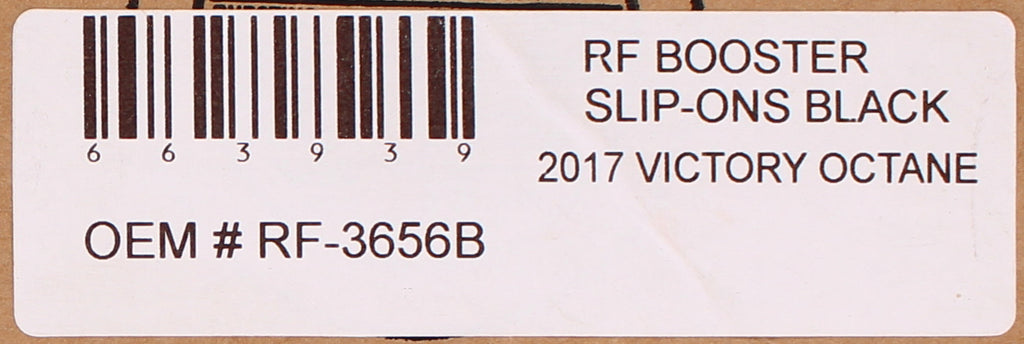 663939
OEM # RF-3656B
RF BOOSTER
SLIP-ONS BLACK
2017 VICTORY OCTANE